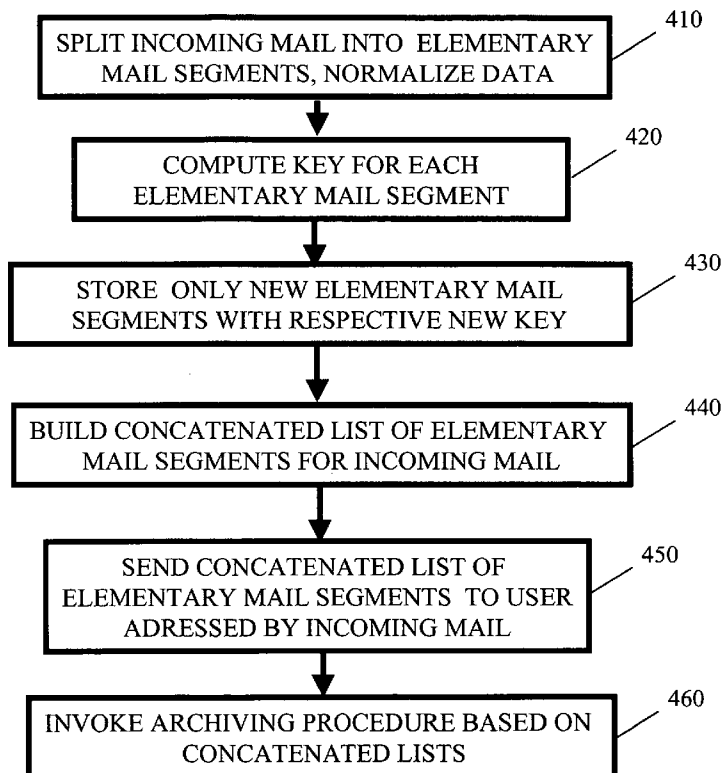 SPLIT INCOMING MAIL INTO ELEMENTARY
MAIL SEGMENTS, NORMALIZE DATA
410
COMPUTE KEY FOR EACH
ELEMENTARY MAIL SEGMENT
420
STORE ONLY NEW ELEMENTARY MAIL
SEGMENTS WITH RESPECTIVE NEW KEY
430
BUILD CONCATENATED LIST OF ELEMENTARY
MAIL SEGMENTS FOR INCOMING MAIL
440
SEND CONCATENATED LIST OF
ELEMENTARY MAIL SEGMENTS TO USER
ADRESSED BY INCOMING MAIL
450
INVOKE ARCHIVING PROCEDURE BASED ON
CONCATENATED LISTS
460